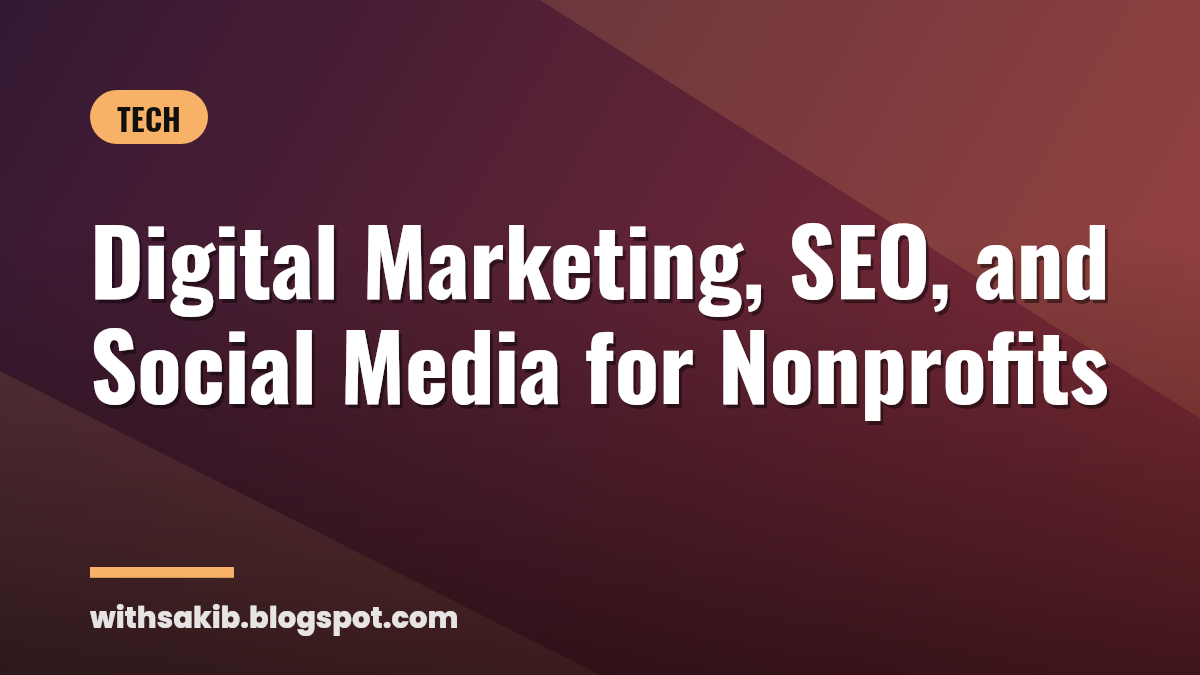 TECH
Digital Marketing, SEO, and
Social Media for Nonprofits
withsakib.blogspot.com